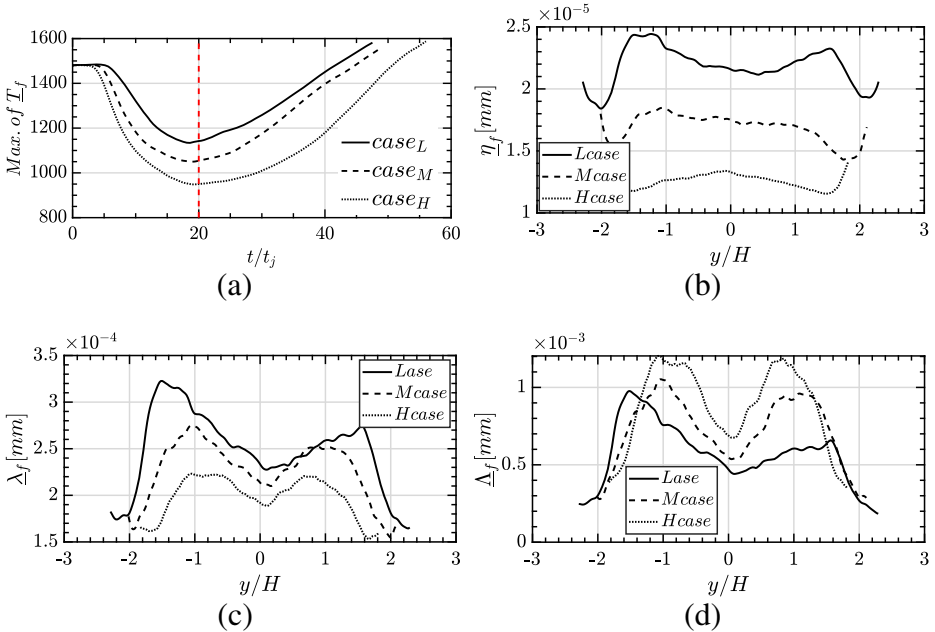 1600
1400
1200
1000
800
Max. of T_f
case_L
case_M
case_H
0 20 40 60
t/t_j
(a)
×10⁻⁵
2.5
2
1.5
1
η_f [mm]
Lcase
Mcase
Hcase
-3 -2 -1 0 1 2 3
y/H
(b)
×10⁻⁴
3.5
3
2.5
2
1.5
λ_f [mm]
Lase
Mcase
Hcase
-3 -2 -1 0 1 2 3
y/H
(c)
×10⁻³
1
0.5
0
Λ_f [mm]
Lase
Mcase
Hcase
-3 -2 -1 0 1 2 3
y/H
(d)